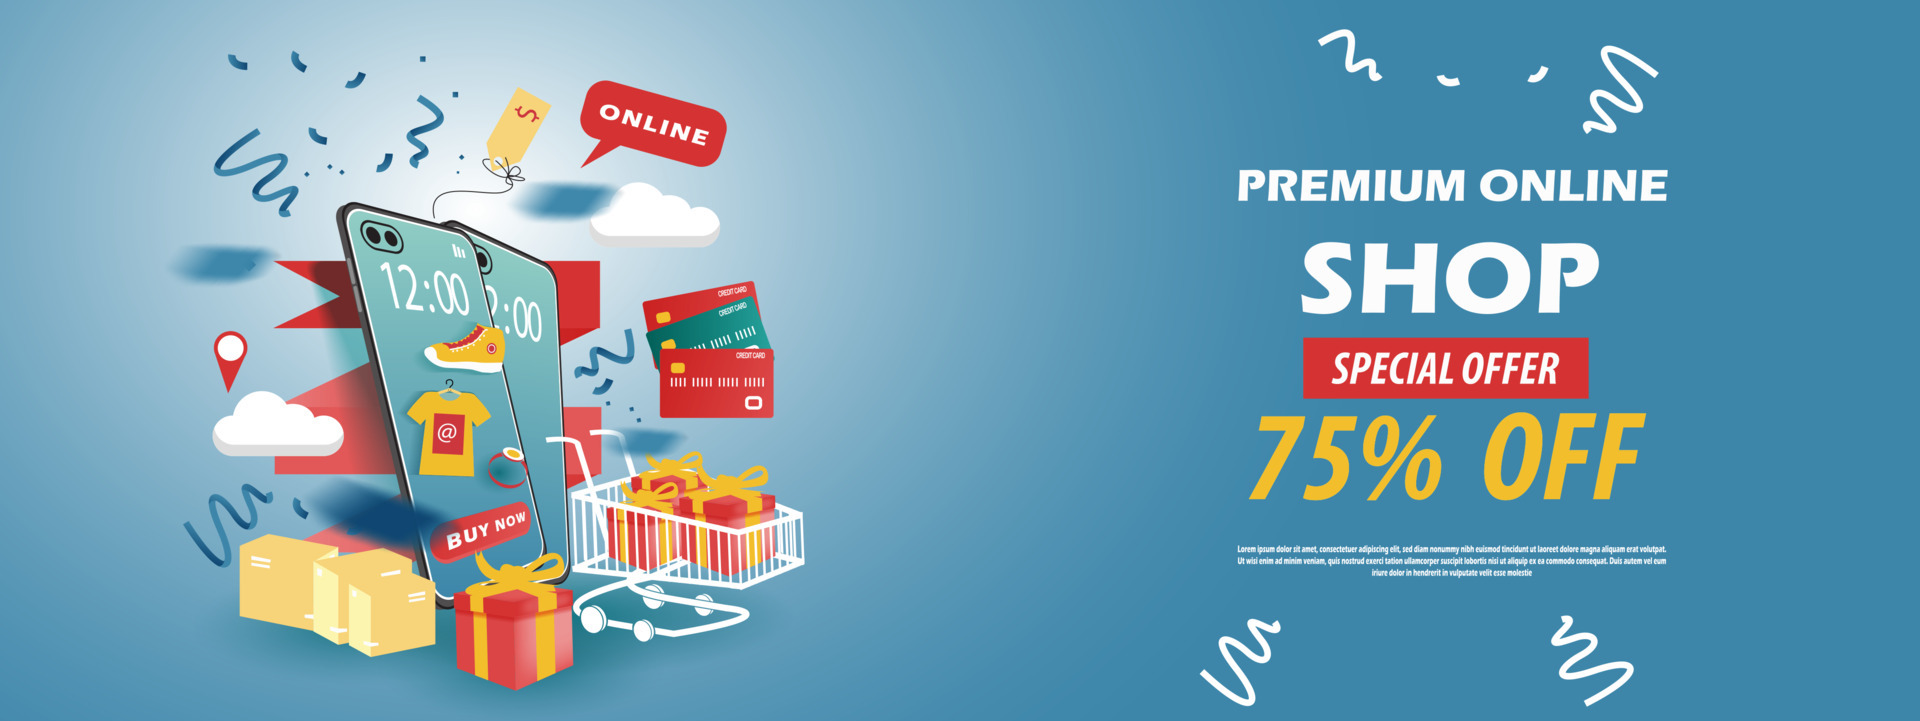 $
ONLINE
12:00
2:00
CREDIT CARD
CREDIT CARD
CREDIT CARD
@
BUY NOW
PREMIUM ONLINE
SHOP
SPECIAL OFFER
75% OFF
Lorem ipsum dolor sit amet, consectetuer adipiscing elit, sed diam nonummy nibh euismod tincidunt ut laoreet dolore magna aliquam erat volutpat.
Ut wisi enim ad minim veniam, quis nostrud exerci tation ullamcorper suscipit lobortis nisl ut aliquip ex ea commodo consequat. Duis autem vel eum
iriure dolor in hendrerit in vulputate velit esse molestie